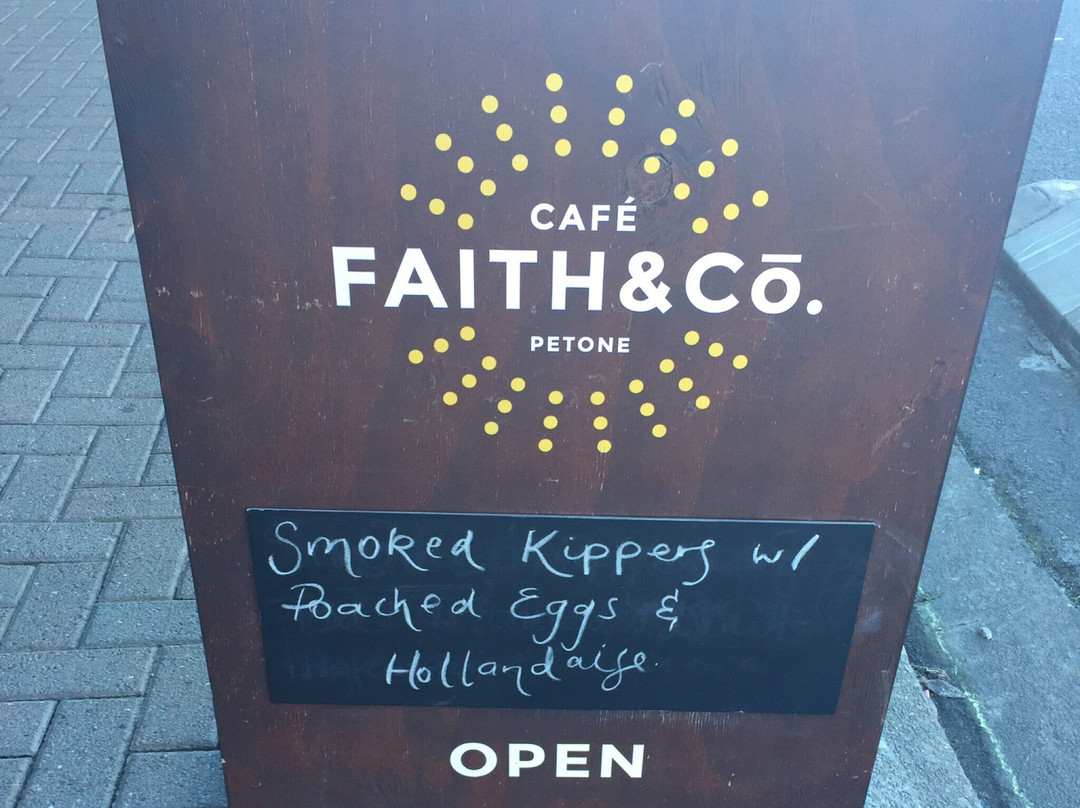 CAFÉ
FAITH&Cō.
PETONE
Smoked Kippers w/
Poached Eggs &
Hollandaise.
OPEN